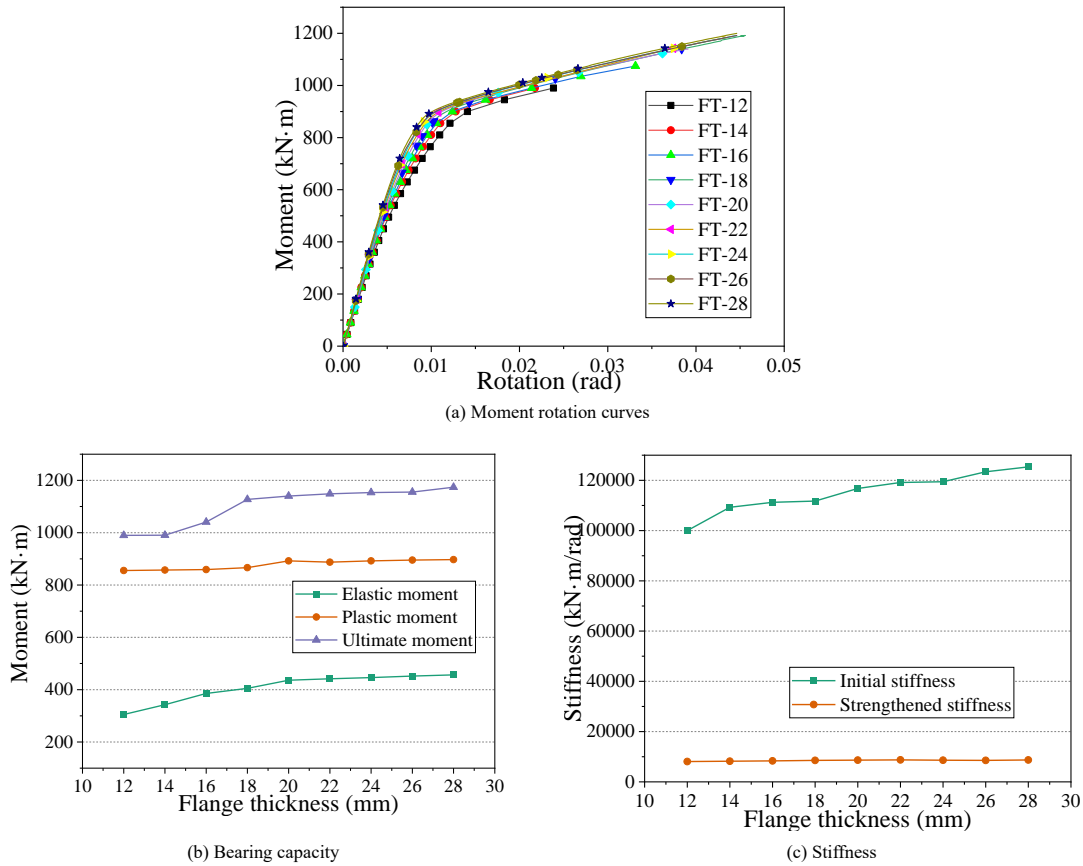 1200
1000
800
600
400
200
0
Moment (kN·m)
FT-12
FT-14
FT-16
FT-18
FT-20
FT-22
FT-24
FT-26
FT-28
0.00 0.01 0.02 0.03 0.04 0.05
Rotation (rad)
(a) Moment rotation curves
1200
1000
800
600
400
200
Moment (kN·m)
Elastic moment
Plastic moment
Ultimate moment
10 12 14 16 18 20 22 24 26 28 30
Flange thickness (mm)
(b) Bearing capacity
120000
100000
80000
60000
40000
20000
0
Stiffness (kN·m/rad)
Initial stiffness
Strengthened stiffness
10 12 14 16 18 20 22 24 26 28 30
Flange thickness (mm)
(c) Stiffness